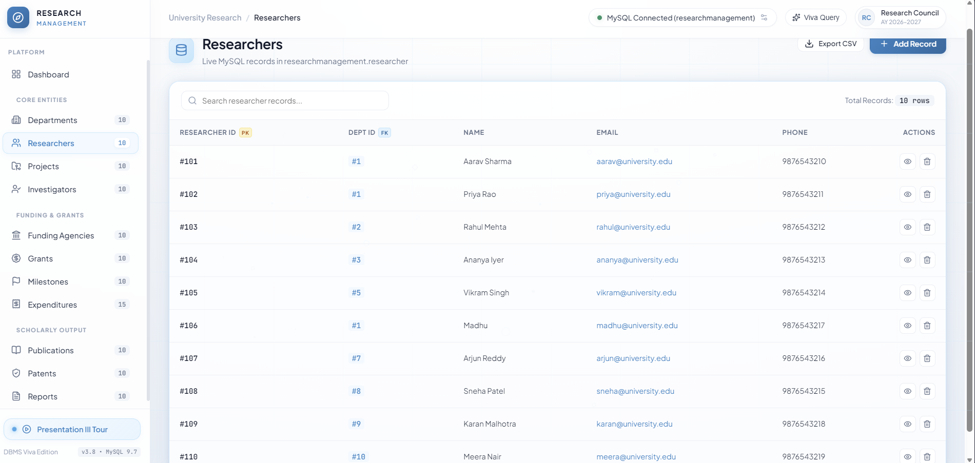 RESEARCH
MANAGEMENT
PLATFORM
Dashboard
CORE ENTITIES
Departments 10
Researchers 10
Projects 10
Investigators 10
FUNDING & GRANTS
Funding Agencies 10
Grants 10
Milestones 10
Expenditures 15
SCHOLARLY OUTPUT
Publications 10
Patents 10
Reports 10
Presentation III Tour
DBMS Viva Edition v3.8 • MySQL 9.7
University Research / Researchers
MySQL Connected (researchmanagement)
Viva Query
RC
Research Council
AY 2026-2027
Researchers
Live MySQL records in researchmanagement.researcher
Export CSV
+ Add Record
Search researcher records...
Total Records: 10 rows
RESEARCHER ID PK DEPT ID FK NAME EMAIL PHONE ACTIONS
#101 #1 Aarav Sharma aarav@university.edu 9876543210
#102 #1 Priya Rao priya@university.edu 9876543211
#103 #2 Rahul Mehta rahul@university.edu 9876543212
#104 #3 Ananya Iyer ananya@university.edu 9876543213
#105 #5 Vikram Singh vikram@university.edu 9876543214
#106 #1 Madhu madhu@university.edu 9876543217
#107 #7 Arjun Reddy arjun@university.edu 9876543216
#108 #8 Sneha Patel sneha@university.edu 9876543215
#109 #9 Karan Malhotra karan@university.edu 9876543218
#110 #10 Meera Nair meera@university.edu 9876543219